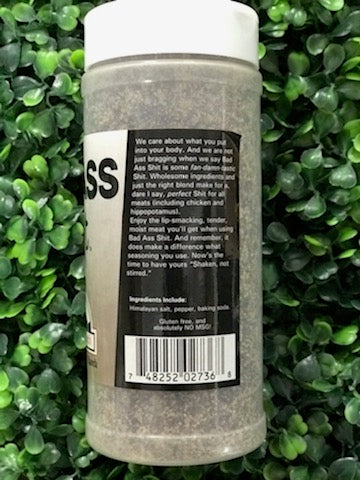 ASS
We care about what you put
into your body. And we are not
just bragging when we say Bad
Ass Shit is some fan-damn-tastic
Shit. Wholesome ingredients and
just the right blend make for a,
dare I say, perfect Shit for all
meats (including chicken and
hippopotamus).
Enjoy the lip-smacking, tender,
moist meat you'll get when using
Bad Ass Shit. And remember, it
does make a difference what
seasoning you use. Now's the
time to have yours "Shaken, not
stirred."
Ingredients Include:
Himalayan salt, pepper, baking soda.
Gluten free, and
absolutely NO MSG!
7 48252 02736 8